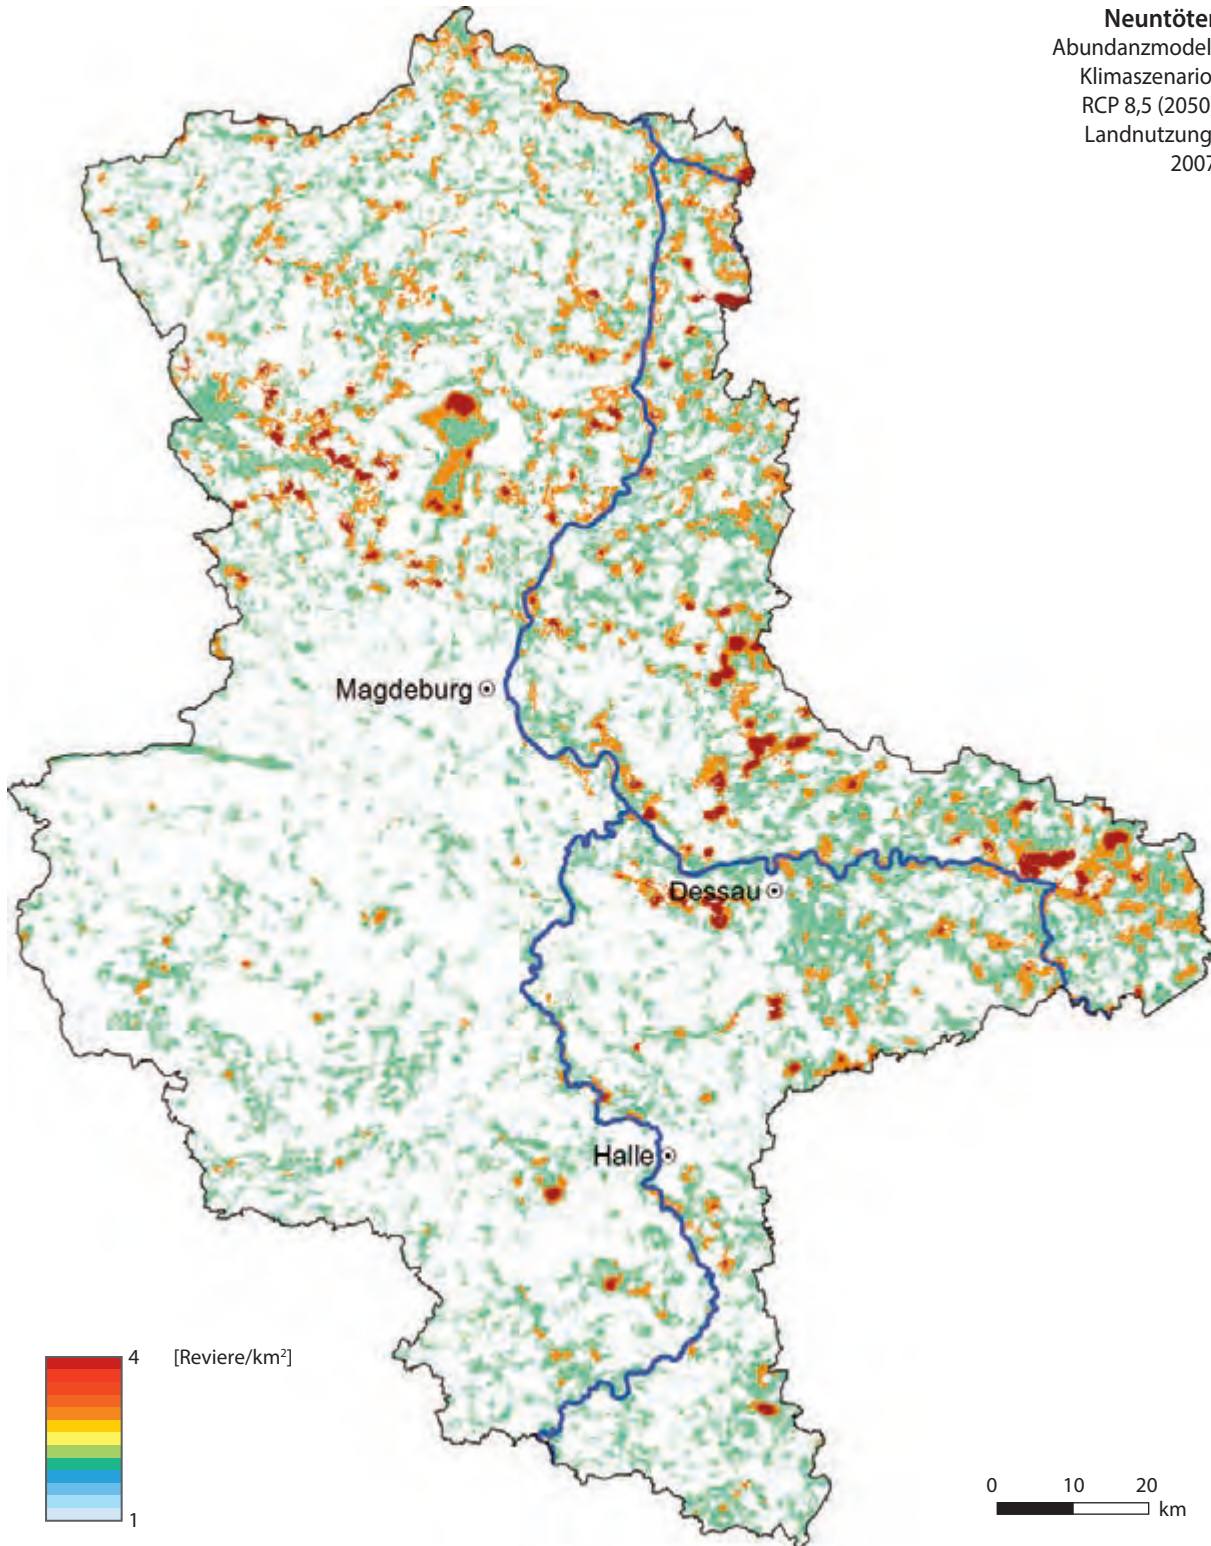 Neuntöter
Abundanzmodel
Klimaszenario
RCP 8,5 (2050
Landnutzung
2007
Magdeburg
Dessau
Halle
4 [Reviere/km²]
1
0 10 20
km